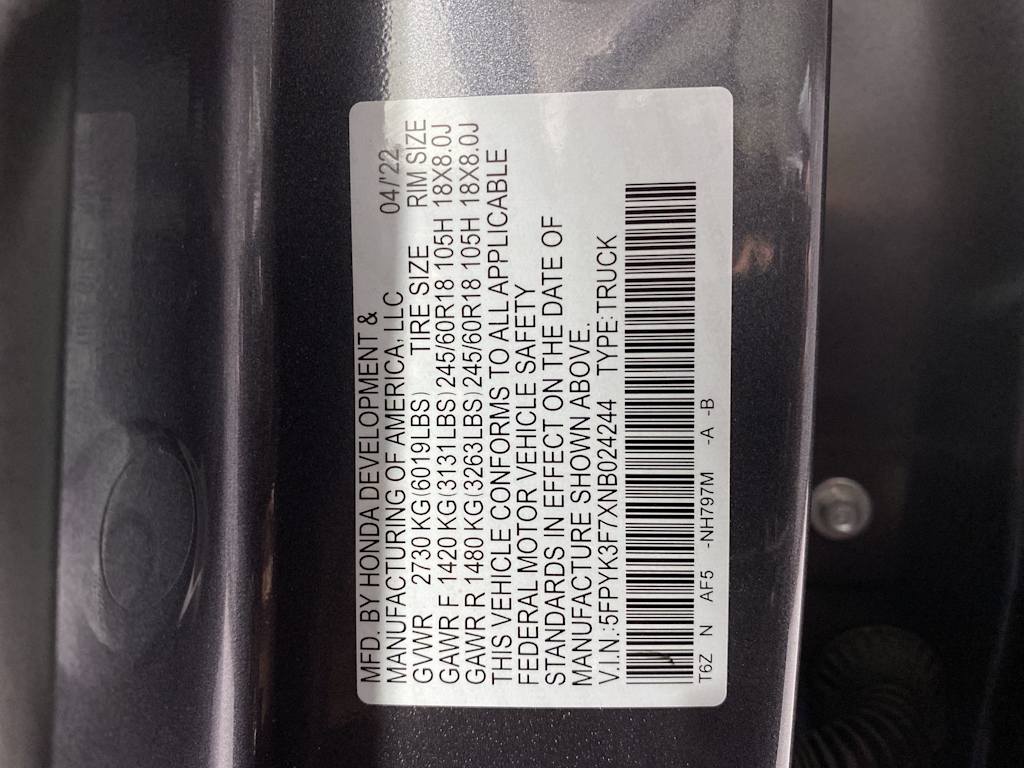 MFD. BY HONDA DEVELOPMENT &
MANUFACTURING OF AMERICA, LLC 04/22
GVWR 2730 KG(6019LBS) TIRE SIZE RIM SIZE
GAWR F 1420 KG(3131LBS) 245/60R18 105H 18X8.0J
GAWR R 1480 KG(3263LBS) 245/60R18 105H 18X8.0J
THIS VEHICLE CONFORMS TO ALL APPLICABLE
FEDERAL MOTOR VEHICLE SAFETY
STANDARDS IN EFFECT ON THE DATE OF
MANUFACTURE SHOWN ABOVE.
V.I.N.:5FPYK3F7XNB024244 TYPE:TRUCK
T6Z N AF5 -NH797M -A -B